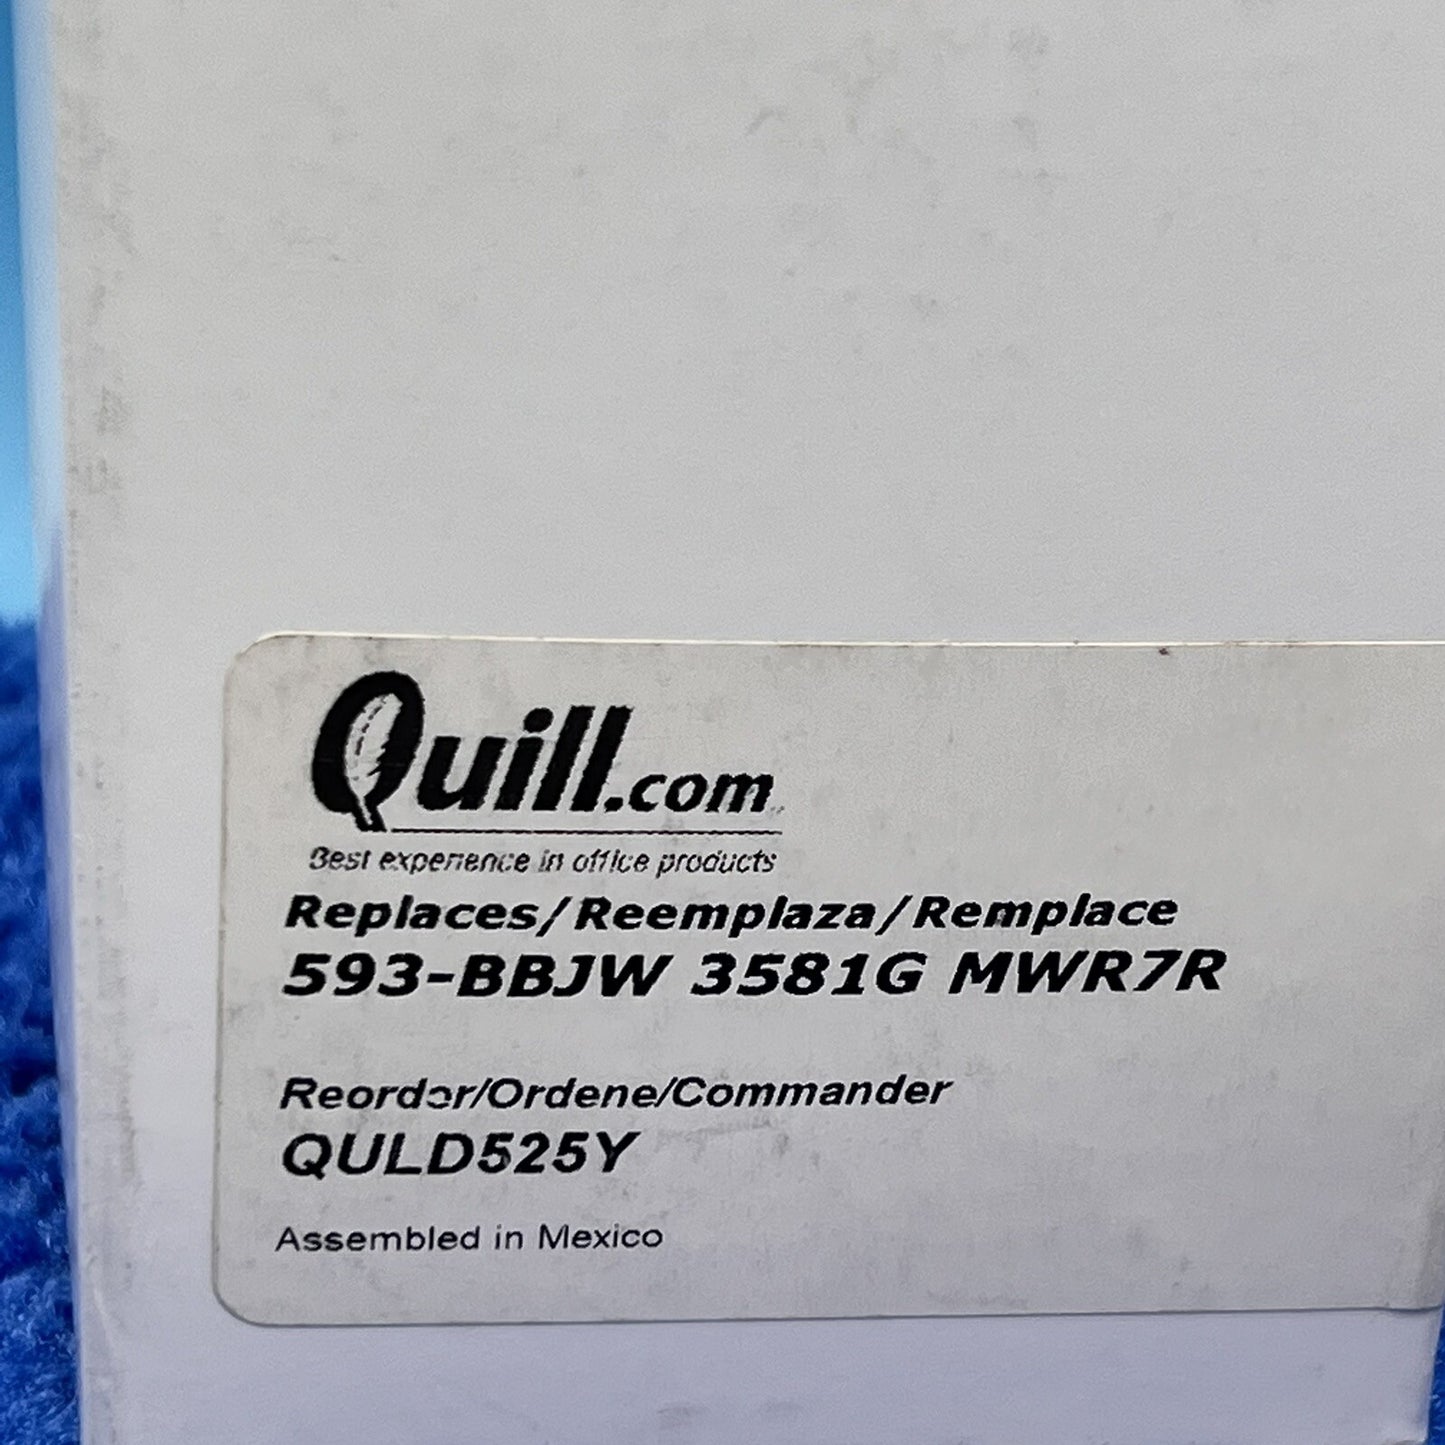 Quill.com
Best experience in office products
Replaces/Reemplaza/Remplace
593-BBJW 3581G MWR7R
Reorder/Ordene/Commander
QULD525Y
Assembled in Mexico